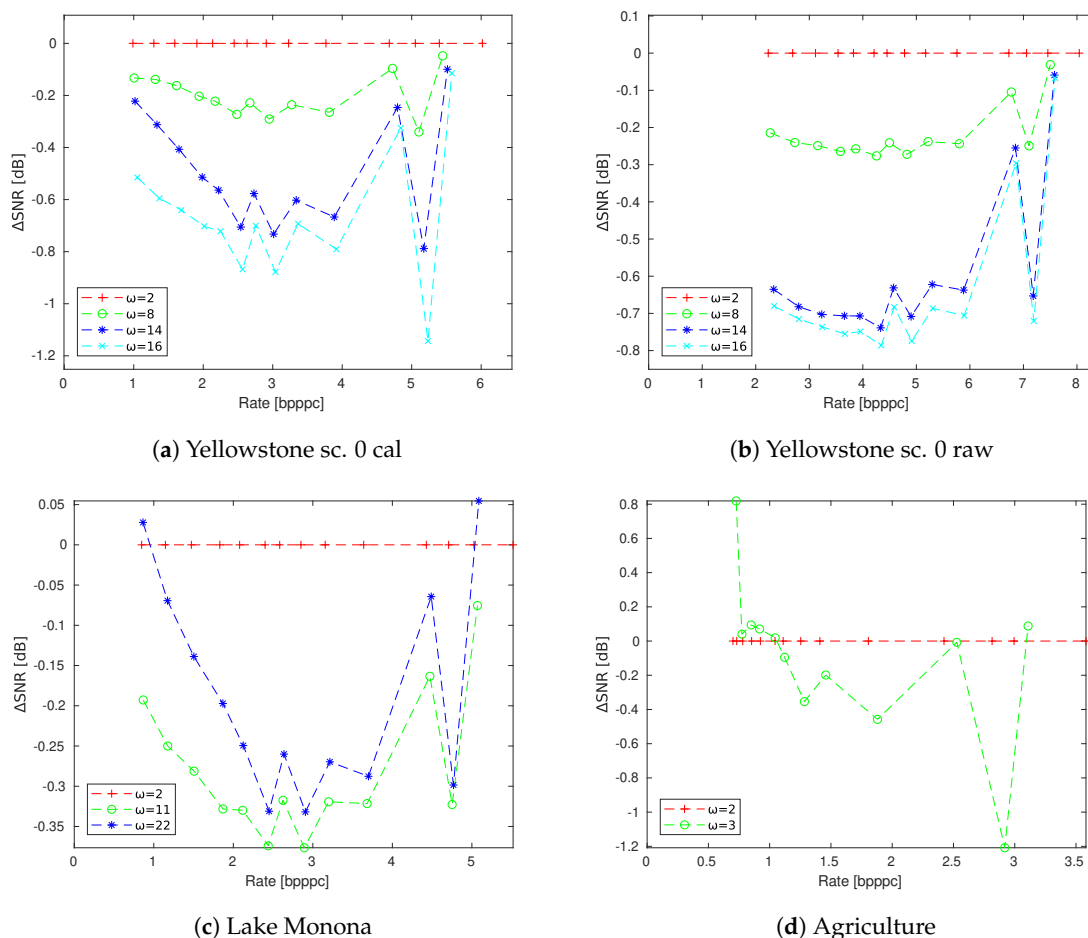 0
-0.2
-0.4
-0.6
-0.8
-1
-1.2
ΔSNR [dB]
ω=2
ω=8
ω=14
ω=16
0 1 2 3 4 5 6
Rate [bpppc]
(a) Yellowstone sc. 0 cal
0.1
0
-0.1
-0.2
-0.3
-0.4
-0.5
-0.6
-0.7
-0.8
ΔSNR [dB]
ω=2
ω=8
ω=14
ω=16
0 1 2 3 4 5 6 7 8
Rate [bpppc]
(b) Yellowstone sc. 0 raw
0.05
0
-0.05
-0.1
-0.15
-0.2
-0.25
-0.3
-0.35
ΔSNR [dB]
ω=2
ω=11
ω=22
0 1 2 3 4 5
Rate [bpppc]
(c) Lake Monona
0.8
0.6
0.4
0.2
0
-0.2
-0.4
-0.6
-0.8
-1
-1.2
ΔSNR [dB]
ω=2
ω=3
0 0.5 1 1.5 2 2.5 3 3.5
Rate [bpppc]
(d) Agriculture